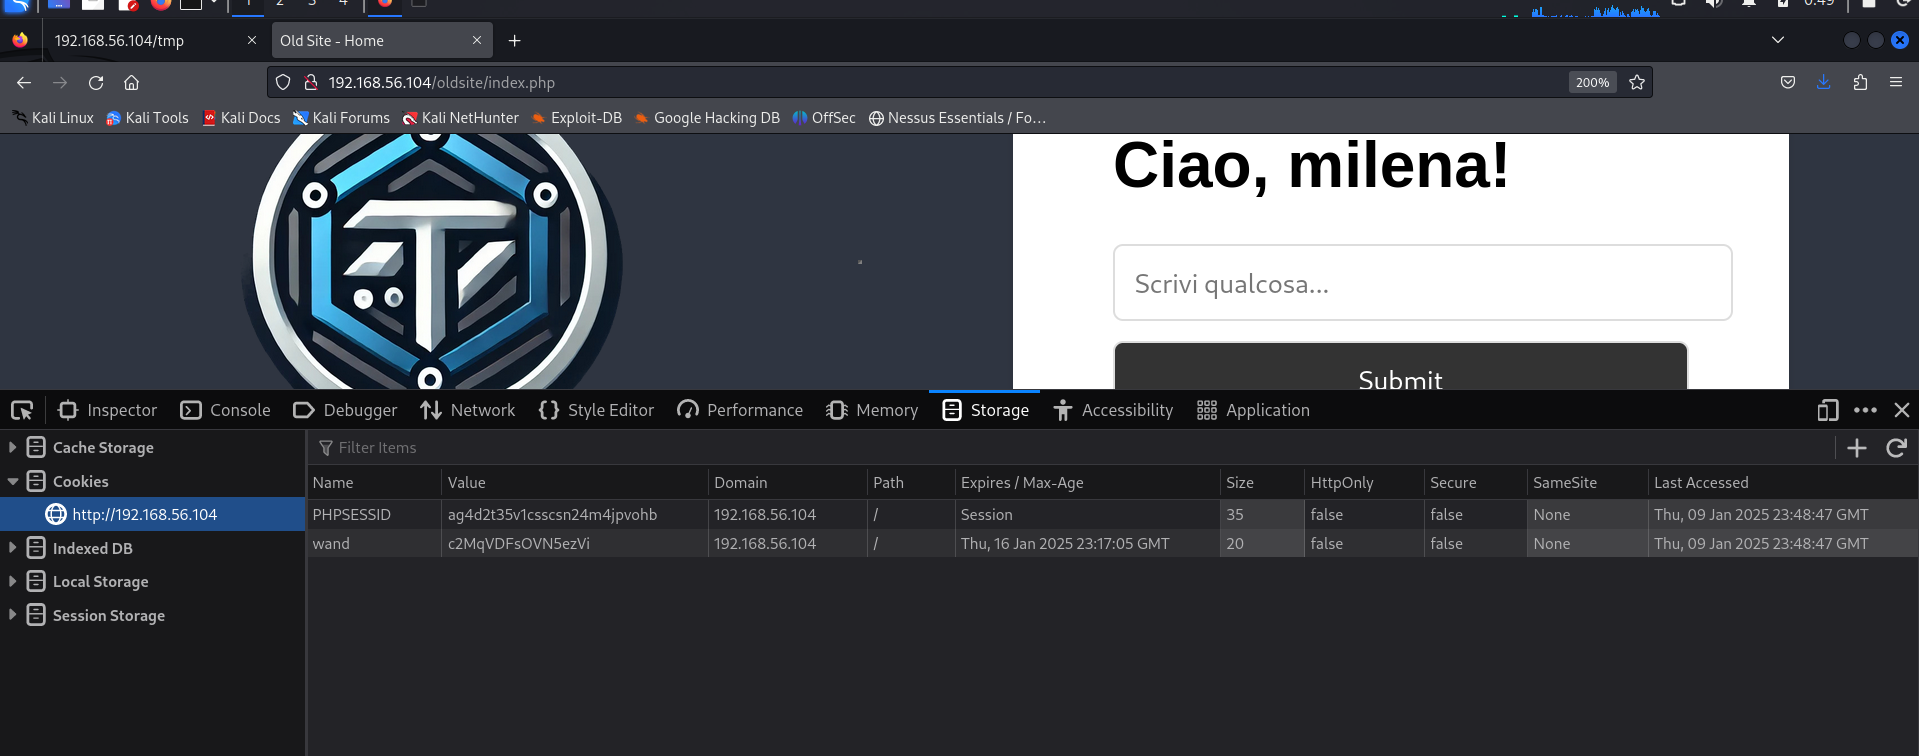 1 2 3 4 0:49
192.168.56.104/tmp Old Site - Home
192.168.56.104/oldsite/index.php 200%
Kali Linux Kali Tools Kali Docs Kali Forums Kali NetHunter Exploit-DB Google Hacking DB OffSec Nessus Essentials / Fo…
Ciao, milena!
Scrivi qualcosa...
Submit
Inspector Console Debugger Network Style Editor Performance Memory Storage Accessibility Application
Cache Storage
Cookies
http://192.168.56.104
Indexed DB
Local Storage
Session Storage
Filter Items
Name Value Domain Path Expires / Max-Age Size HttpOnly Secure SameSite Last Accessed
PHPSESSID ag4d2t35v1csscsn24m4jpvohb 192.168.56.104 / Session 35 false false None Thu, 09 Jan 2025 23:48:47 GMT
wand c2MqVDFsOVN5ezVi 192.168.56.104 / Thu, 16 Jan 2025 23:17:05 GMT 20 false false None Thu, 09 Jan 2025 23:48:47 GMT